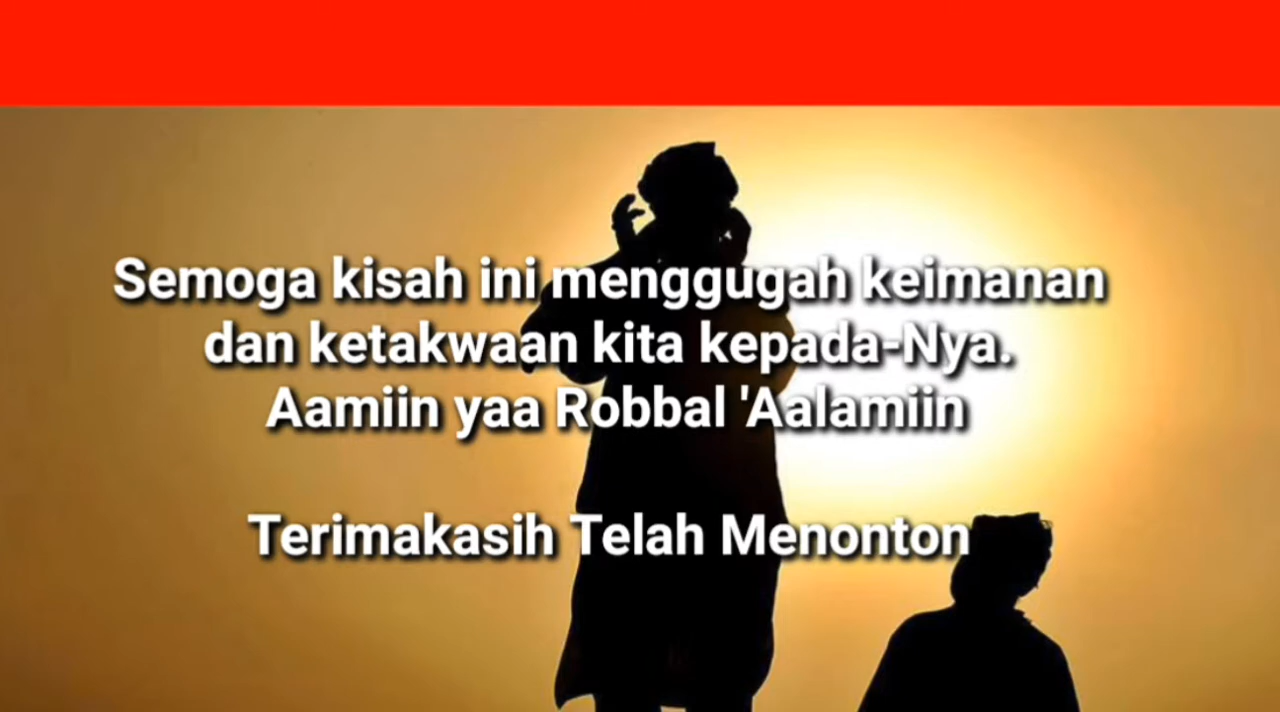 Semoga kisah ini menggugah keimanan
dan ketakwaan kita kepada-Nya.
Aamiin yaa Robbal 'Aalamiin
Terimakasih Telah Menonton